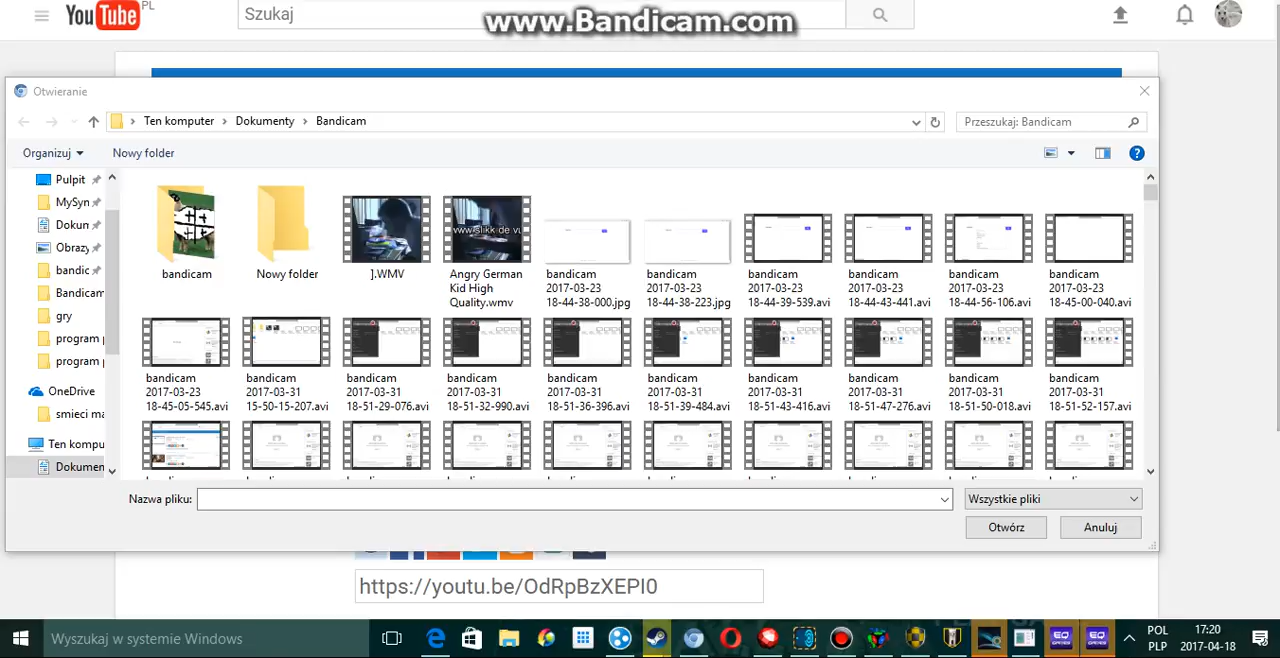 YouTube PL
Szukaj
www.Bandicam.com
Otwieranie
Ten komputer > Dokumenty > Bandicam
Przeszukaj: Bandicam
Organizuj
Nowy folder
Pulpit
MySyn
Dokun
Obrazy
bandic
Bandicam
gry
program p
program p
OneDrive
smieci ma
Ten kompu
Dokumen
bandicam
Nowy folder
].WMV
Angry German
Kid High
Quality.wmv
bandicam
2017-03-23
18-44-38-000.jpg
bandicam
2017-03-23
18-44-38-223.jpg
bandicam
2017-03-23
18-44-39-539.avi
bandicam
2017-03-23
18-44-43-441.avi
bandicam
2017-03-23
18-44-56-106.avi
bandicam
2017-03-23
18-45-00-040.avi
bandicam
2017-03-23
18-45-05-545.avi
bandicam
2017-03-31
15-50-15-207.avi
bandicam
2017-03-31
18-51-29-076.avi
bandicam
2017-03-31
18-51-32-990.avi
bandicam
2017-03-31
18-51-36-396.avi
bandicam
2017-03-31
18-51-39-484.avi
bandicam
2017-03-31
18-51-43-416.avi
bandicam
2017-03-31
18-51-47-276.avi
bandicam
2017-03-31
18-51-50-018.avi
bandicam
2017-03-31
18-51-52-157.avi
Nazwa pliku:
Wszystkie pliki
Otwórz
Anuluj
https://youtu.be/OdRpBzXEPI0
Wyszukaj w systemie Windows
POL
PLP
17:20
2017-04-18